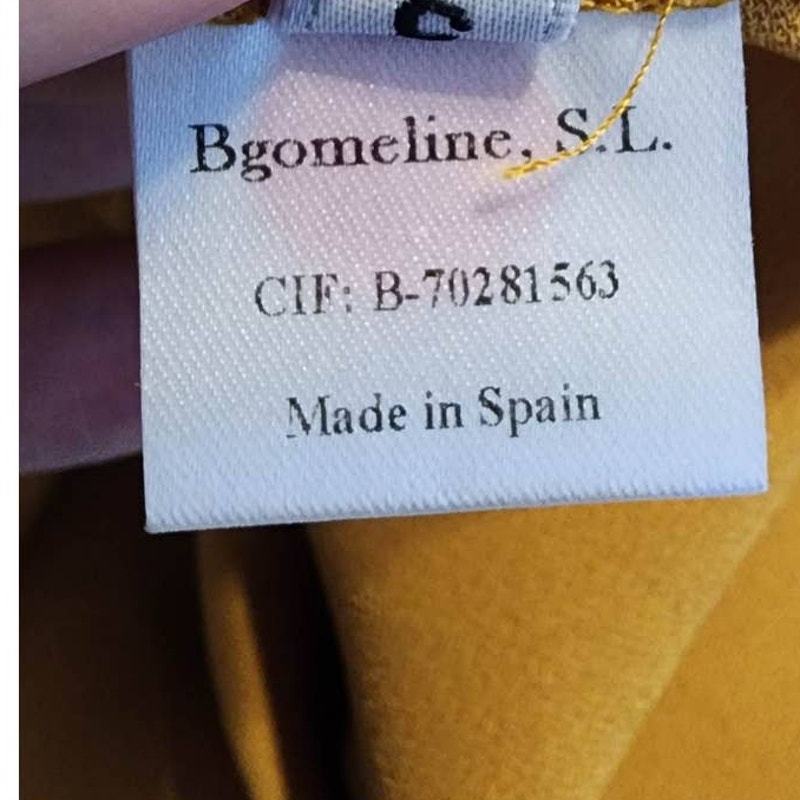 Bgomeline, S.L.
CIF: B-70281563
Made in Spain